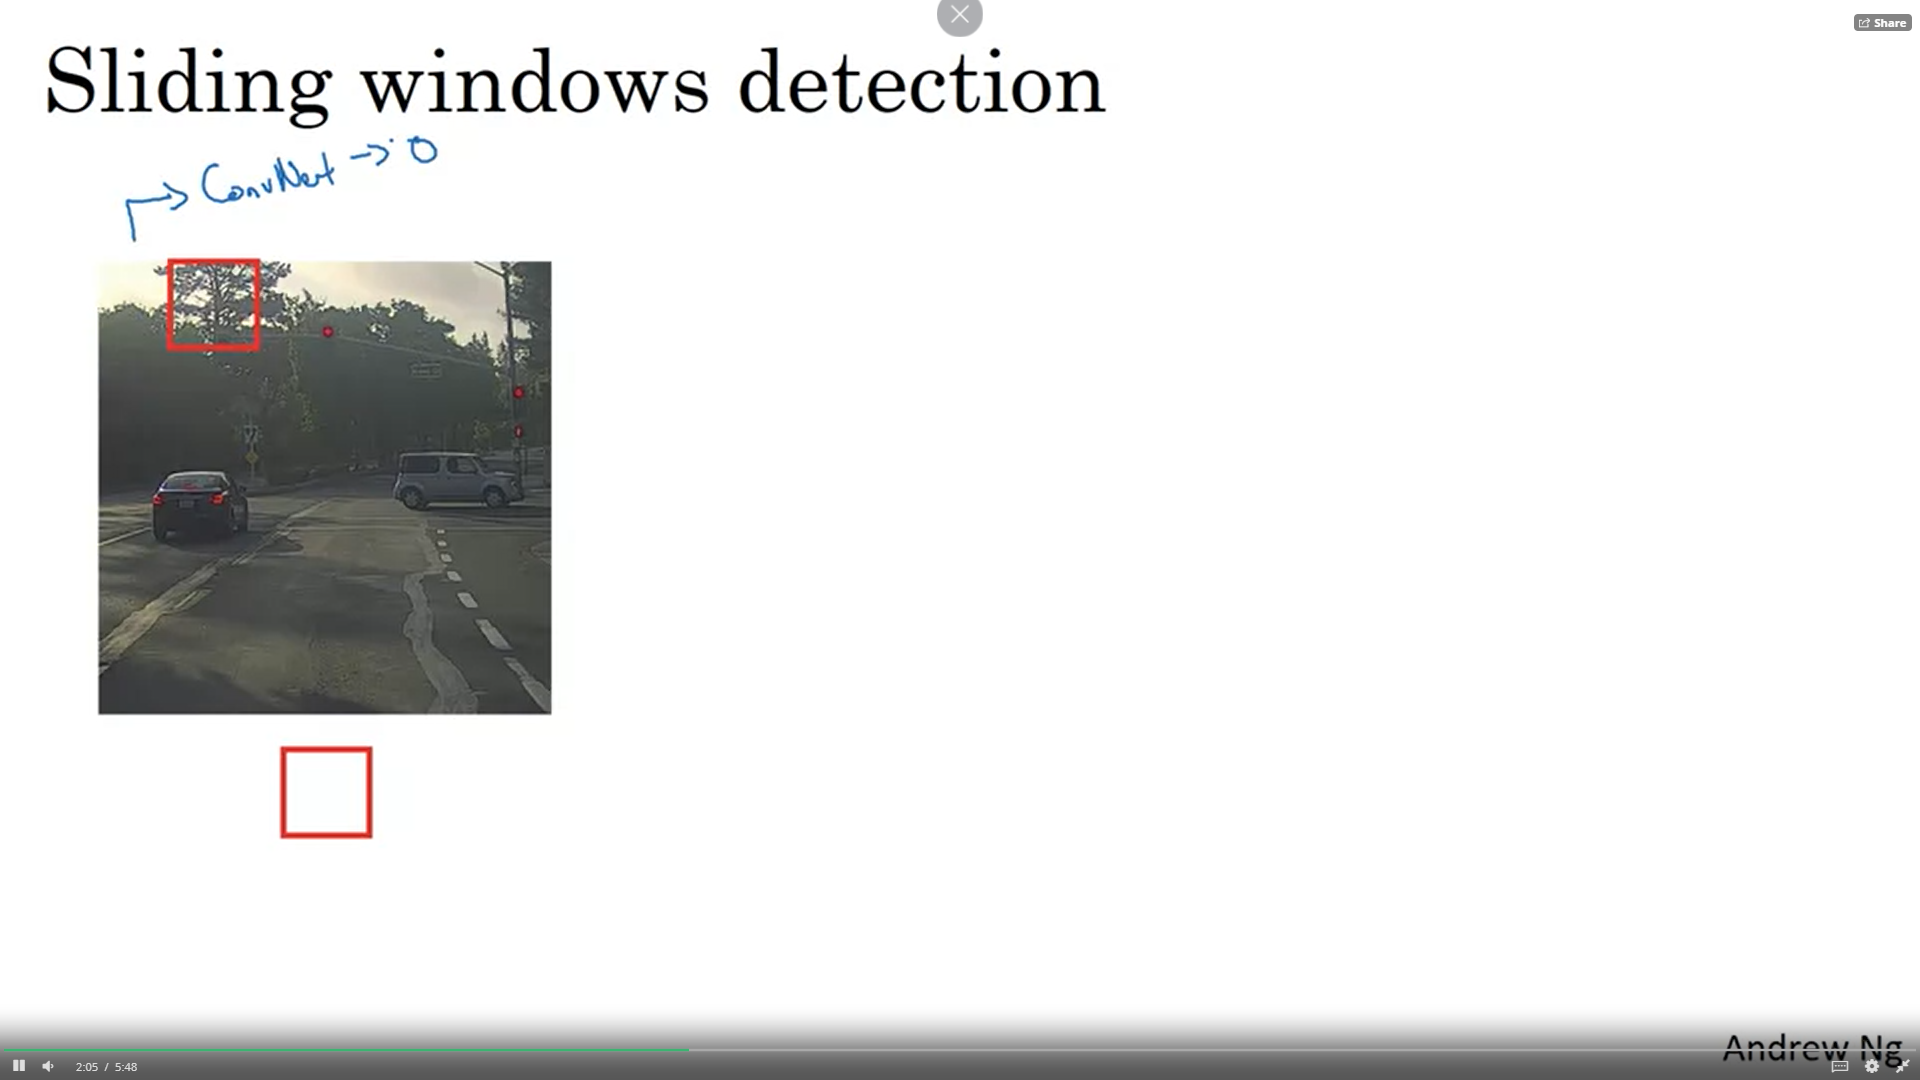 Share
Sliding windows detection
ConvNet → 0
Andrew Ng
2:05 / 5:48